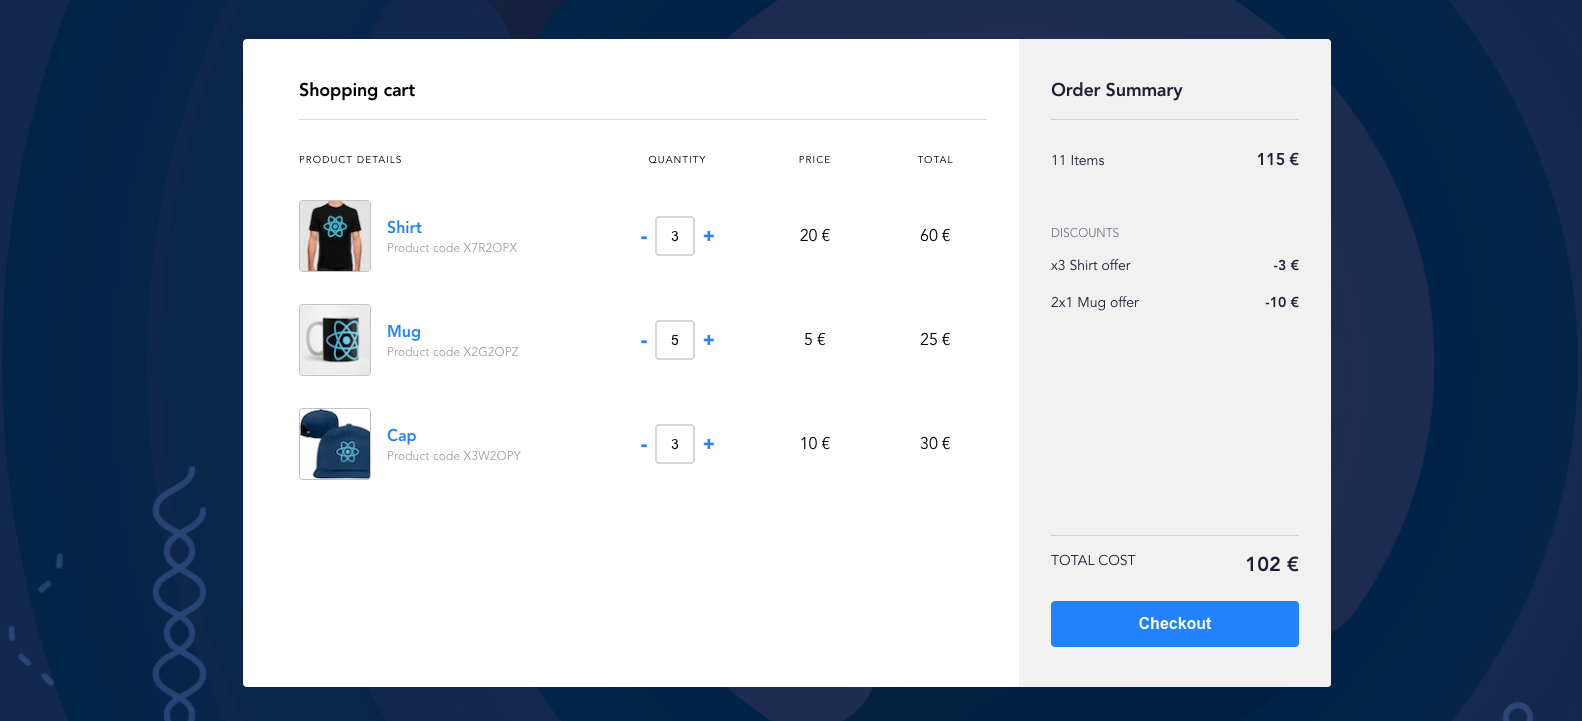 Shopping cart
PRODUCT DETAILS QUANTITY PRICE TOTAL
Shirt
Product code X7R2OPX
- 3 + 20 € 60 €
Mug
Product code X2G2OPZ
- 5 + 5 € 25 €
Cap
Product code X3W2OPY
- 3 + 10 € 30 €
Order Summary
11 Items 115 €
DISCOUNTS
x3 Shirt offer -3 €
2x1 Mug offer -10 €
TOTAL COST 102 €
Checkout